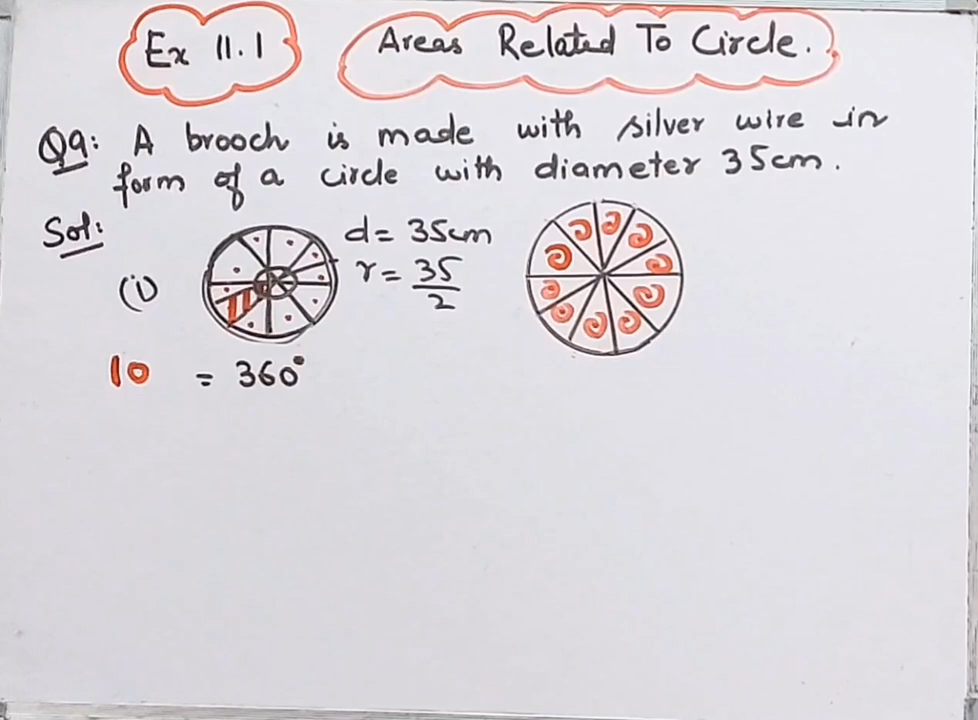 Ex 11.1
Areas Related To Circle.
Q9: A brooch is made with silver wire in
form of a circle with diameter 35cm.
Sol:
(i)
d = 35cm
r = 35/2
10 = 360°